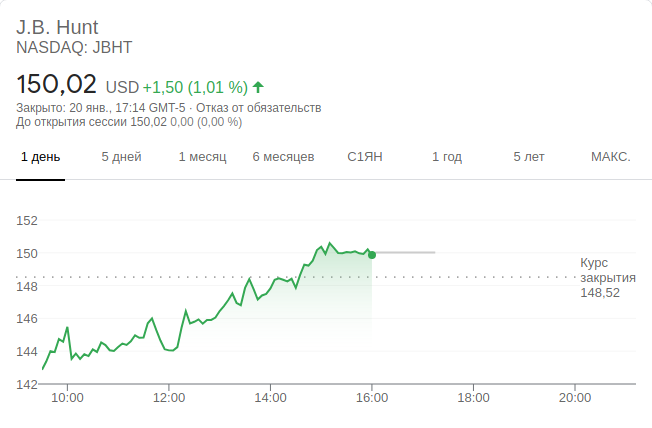 J.B. Hunt
NASDAQ: JBHT
150,02 USD +1,50 (1,01 %)
Закрыто: 20 янв., 17:14 GMT-5 · Отказ от обязательств
До открытия сессии 150,02 0,00 (0,00 %)
1 день 5 дней 1 месяц 6 месяцев С1ЯН 1 год 5 лет МАКС.
152
150
Курс
закрытия
148,52
148
146
144
142
10:00 12:00 14:00 16:00 18:00 20:00